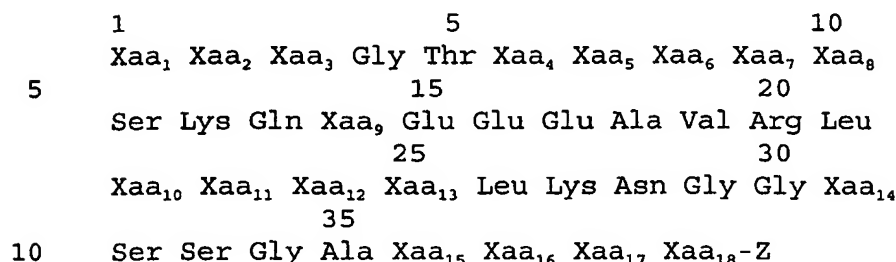 1 5 10
Xaa₁ Xaa₂ Xaa₃ Gly Thr Xaa₄ Xaa₅ Xaa₆ Xaa₇ Xaa₈
5 15 20
Ser Lys Gln Xaa₉ Glu Glu Glu Ala Val Arg Leu
25 30
Xaa₁₀ Xaa₁₁ Xaa₁₂ Xaa₁₃ Leu Lys Asn Gly Gly Xaa₁₄
35
10 Ser Ser Gly Ala Xaa₁₅ Xaa₁₆ Xaa₁₇ Xaa₁₈-Z